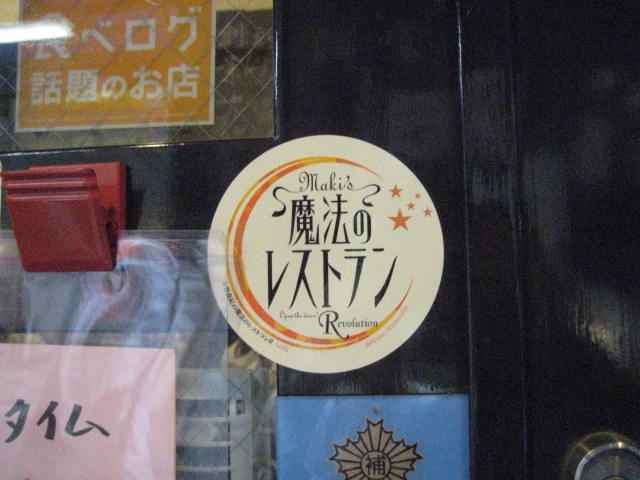 食べログ
話題のお店
Maki's
魔法の
レストラン
Open the door!
Revolution
タイム
補